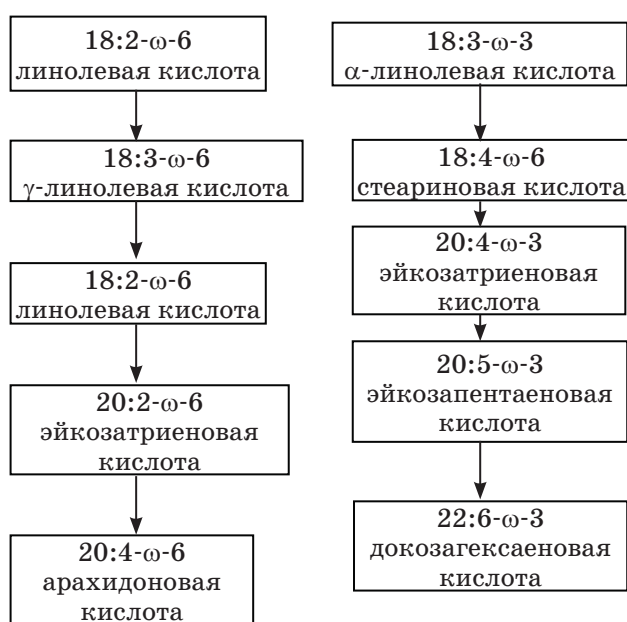 18:2-ω-6
линолевая кислота
18:3-ω-6
γ-линолевая кислота
18:2-ω-6
линолевая кислота
20:2-ω-6
эйкозатриеновая
кислота
20:4-ω-6
арахидоновая
кислота
18:3-ω-3
α-линолевая кислота
18:4-ω-6
стеариновая кислота
20:4-ω-3
эйкозатриеновая
кислота
20:5-ω-3
эйкозапентаеновая
кислота
22:6-ω-3
докозагексаеновая
кислота